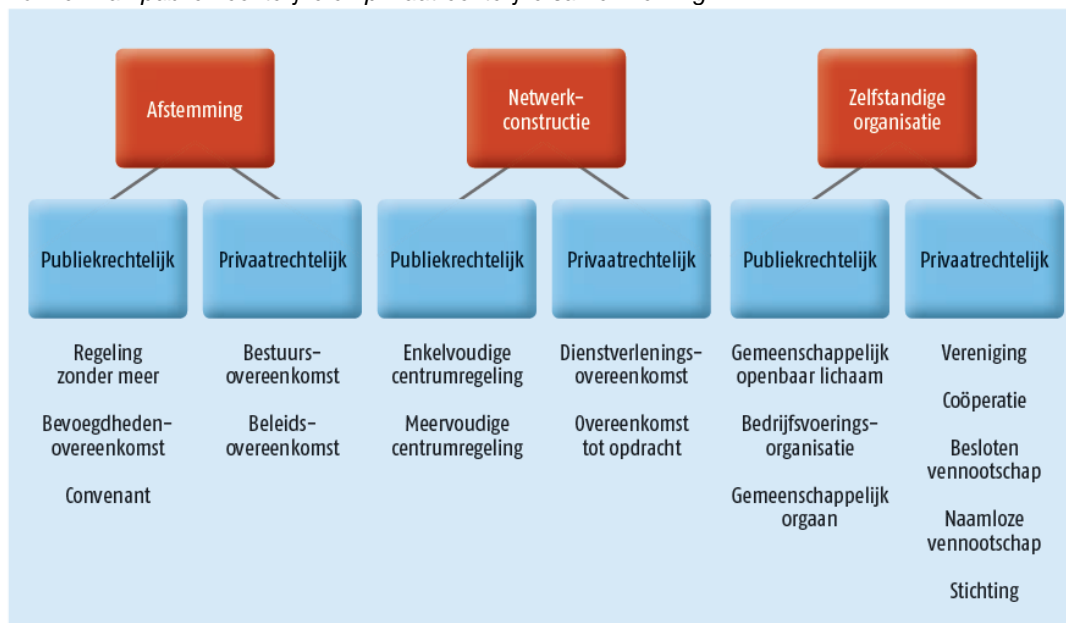 Afstemming
Netwerk-
constructie
Zelfstandige
organisatie
Publiekrechtelijk
Privaatrechtelijk
Publiekrechtelijk
Privaatrechtelijk
Publiekrechtelijk
Privaatrechtelijk
Regeling
zonder meer
Bevoegdheden-
overeenkomst
Convenant
Bestuurs-
overeenkomst
Beleids-
overeenkomst
Enkelvoudige
centrumregeling
Meervoudige
centrumregeling
Dienstverlenings-
overeenkomst
Overeenkomst
tot opdracht
Gemeenschappelijk
openbaar lichaam
Bedrijfsvoerings-
organisatie
Gemeenschappelijk
orgaan
Vereniging
Coöperatie
Besloten
vennootschap
Naamloze
vennootschap
Stichting